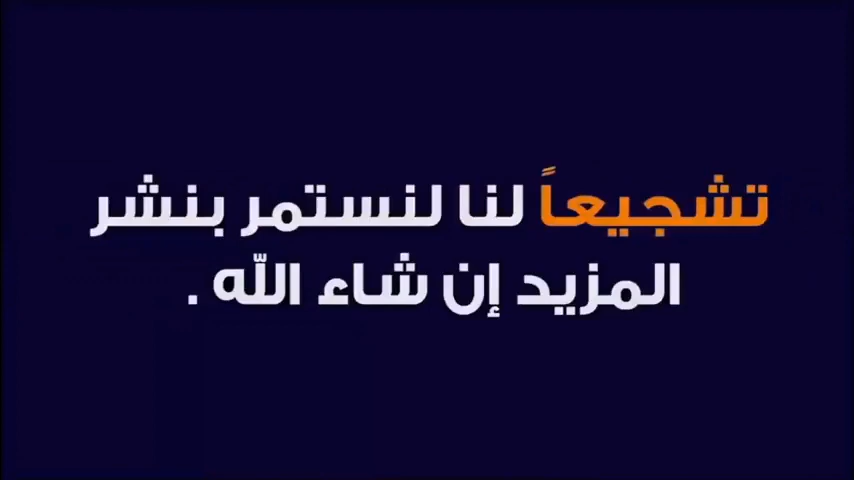 تشجيعاً لنا لنستمر بنشر
المزيد إن شاء الله .